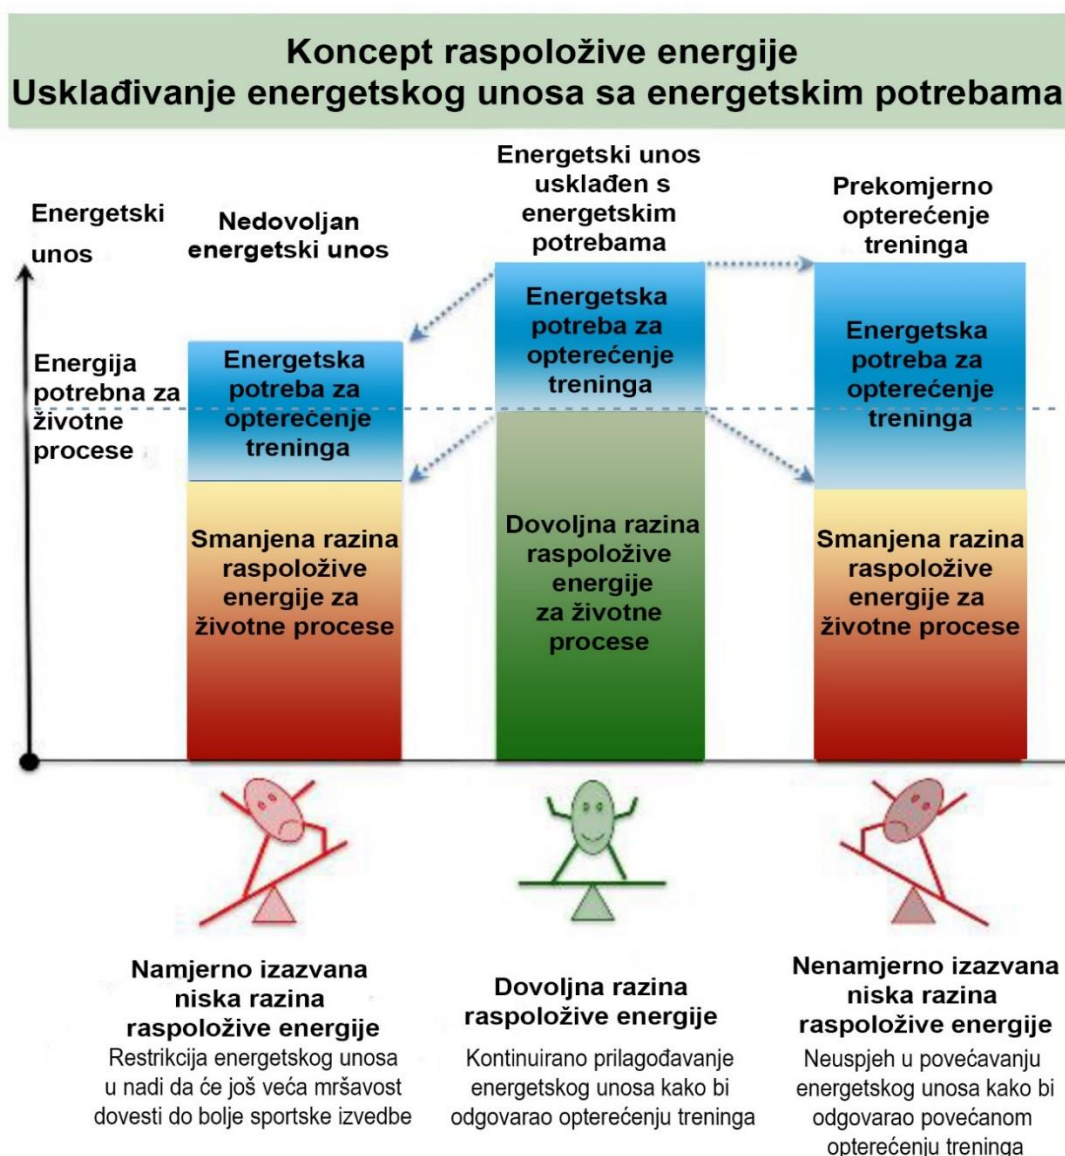 Koncept raspoložive energije
Usklađivanje energetskog unosa sa energetskim potrebama
Energetski
unos
Nedovoljan
energetski unos
Energetski unos
usklađen s
energetskim
potrebama
Prekomjerno
opterećenje
treninga
Energija
potrebna za
životne
procese
Energetska
potreba za
opterećenje
treninga
Energetska
potreba za
opterećenje
treninga
Energetska
potreba za
opterećenje
treninga
Smanjena razina
raspoložive
energije za
životne procese
Dovoljna razina
raspoložive
energije
za životne
procese
Smanjena razina
raspoložive
energije za
životne procese
Namjerno izazvana
niska razina
raspoložive energije
Restrikcija energetskog unosa
u nadi da će još veća mršavost
dovesti do bolje sportske izvedbe
Dovoljna razina
raspoložive energije
Kontinuirano prilagođavanje
energetskog unosa kako bi
odgovarao opterećenju treninga
Nenamjerno izazvana
niska razina
raspoložive energije
Neuspjeh u povećavanju
energetskog unosa kako bi
odgovarao povećanom
opterećenju treninga